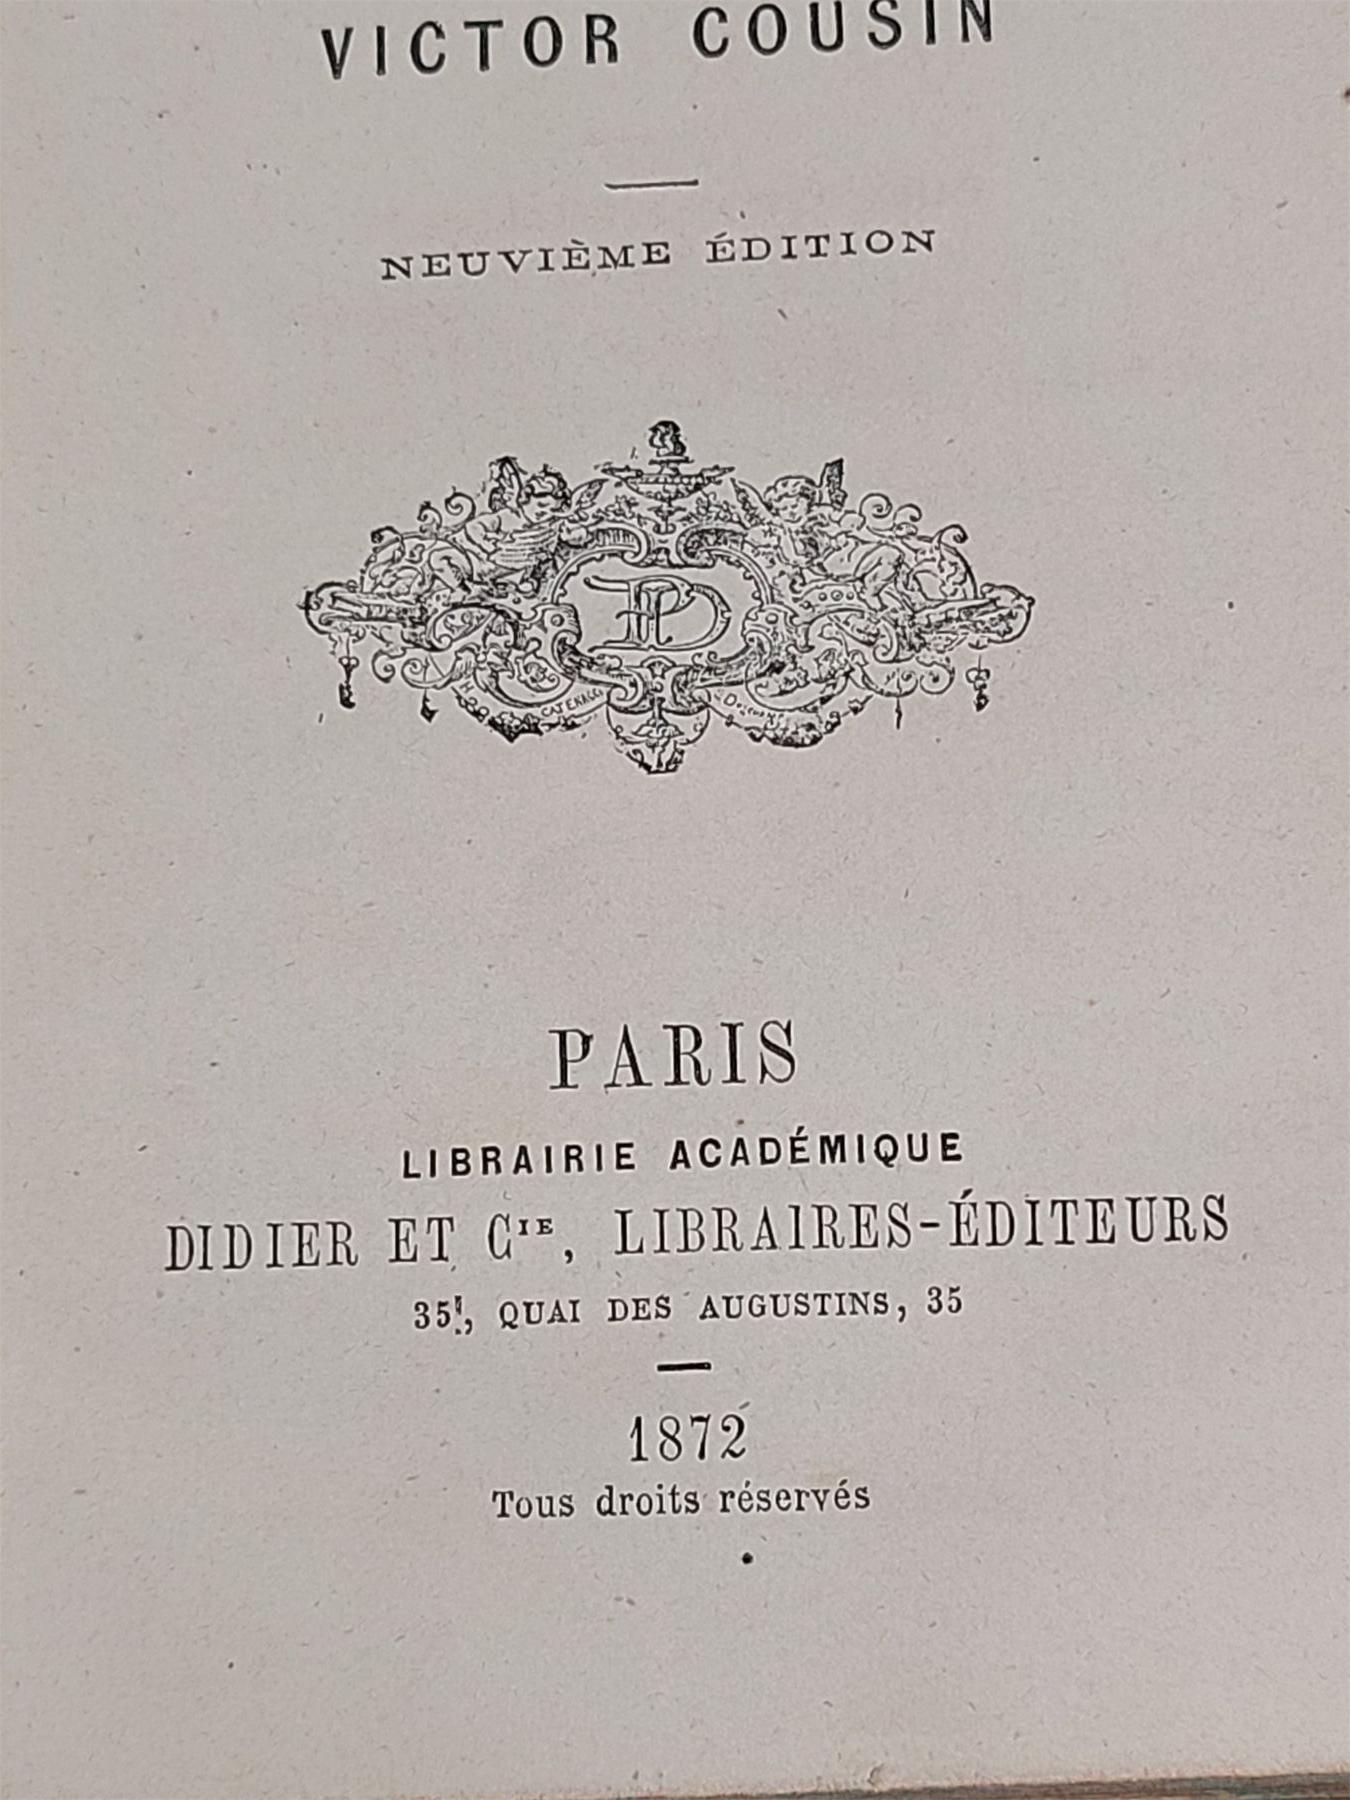 VICTOR COUSIN
NEUVIÈME ÉDITION
CATENACCI
PARIS
LIBRAIRIE ACADÉMIQUE
DIDIER ET CIE, LIBRAIRES-ÉDITEURS
35, QUAI DES AUGUSTINS, 35
1872
Tous droits réservés